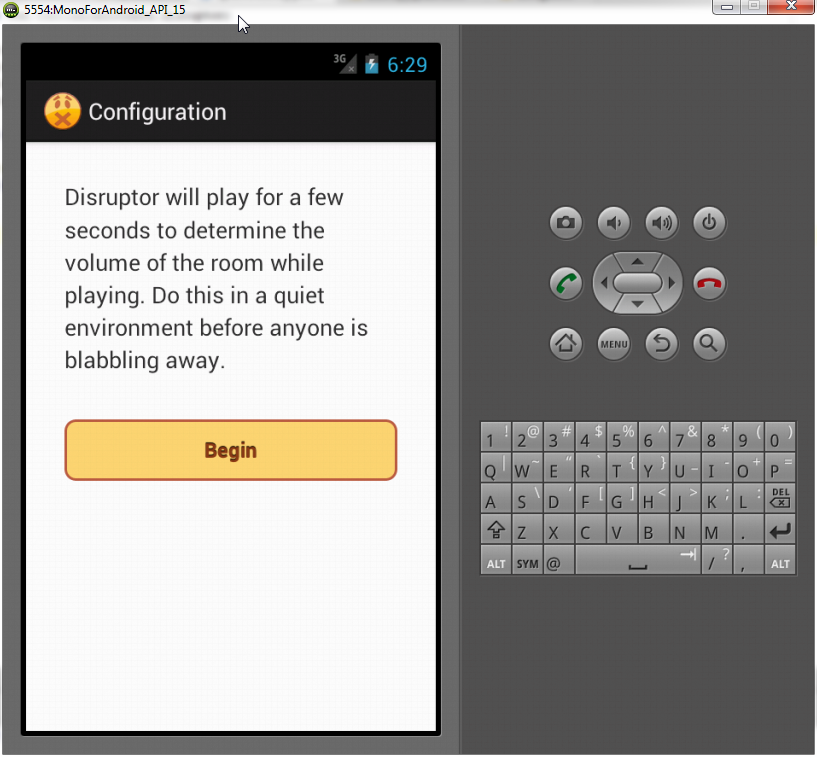 5554:MonoForAndroid_API_15
3G 6:29
Configuration
Disruptor will play for a few
seconds to determine the
volume of the room while
playing. Do this in a quiet
environment before anyone is
blabbling away.
Begin
MENU
1 ! 2 @ 3 # 4 $ 5 % 6 ^ 7 & 8 * 9 ( 0 )
Q | W ~ E “ R ` T { Y } U _ I - O + P =
A S \ D ‘ F [ G ] H < J > K ; L : DEL
Z X C V B N M .
ALT SYM @ / ? , ALT